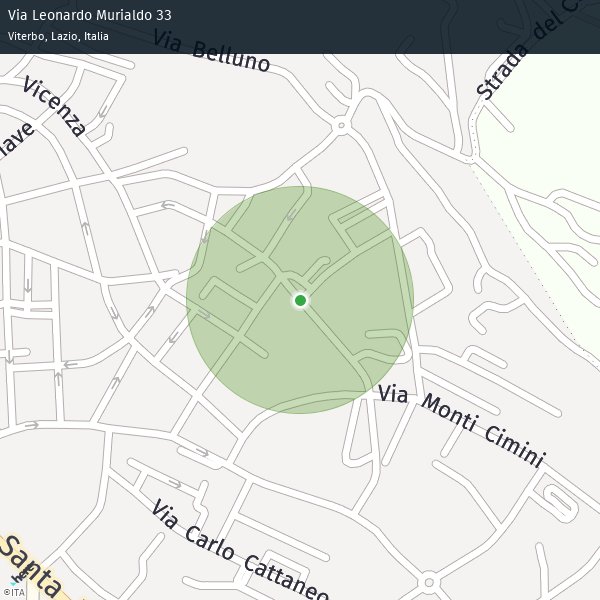 Via Leonardo Murialdo 33
Viterbo, Lazio, Italia
Via Belluno
Strada del
Vicenza
Via Monti Cimini
Via Carlo Cattaneo
Santa
©ITA